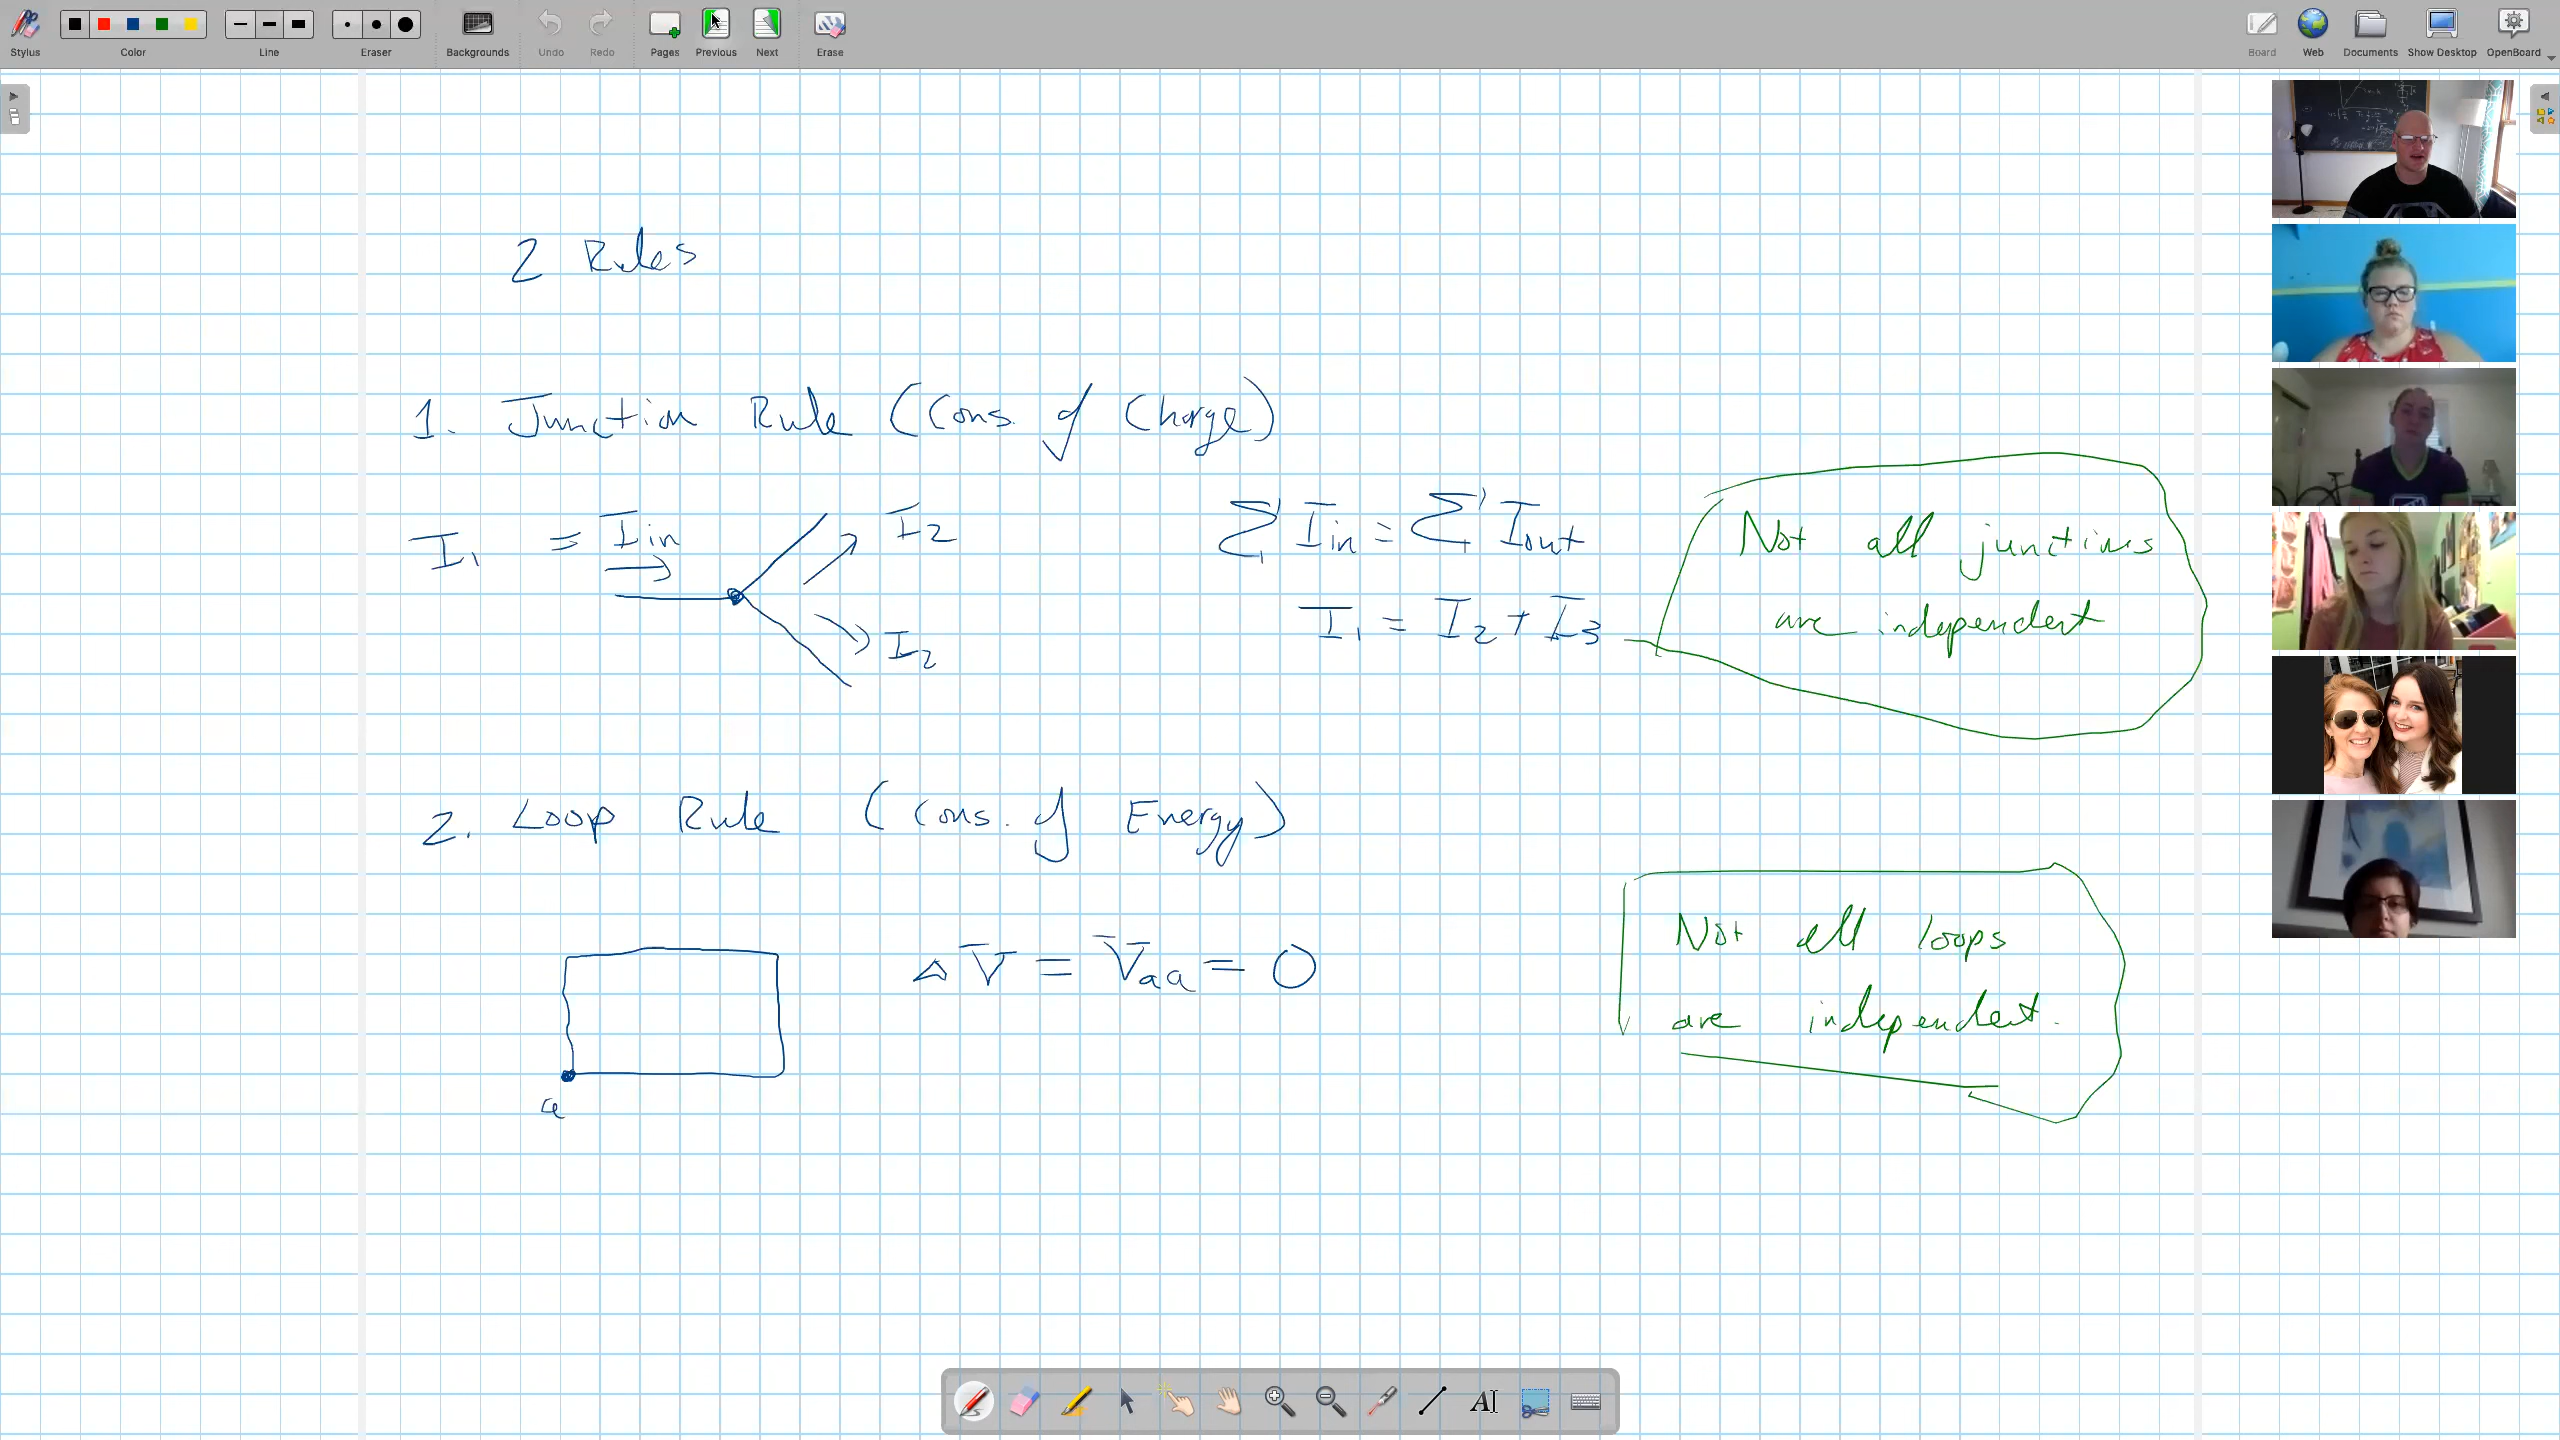 Stylus Color Line Eraser Backgrounds Undo Redo Pages Previous Next Erase Board Web Documents Show Desktop OpenBoard
2 Rules
1. Junction Rule (Cons. of Charge)
I₁ = Iin
I2
I2
Σ Iin = Σ Iout
I₁ = I2 + I3
Not all junctions
are independent
2. Loop Rule (Cons. of Energy)
a
ΔV = Vaa = 0
Not all loops
are independent.
AI